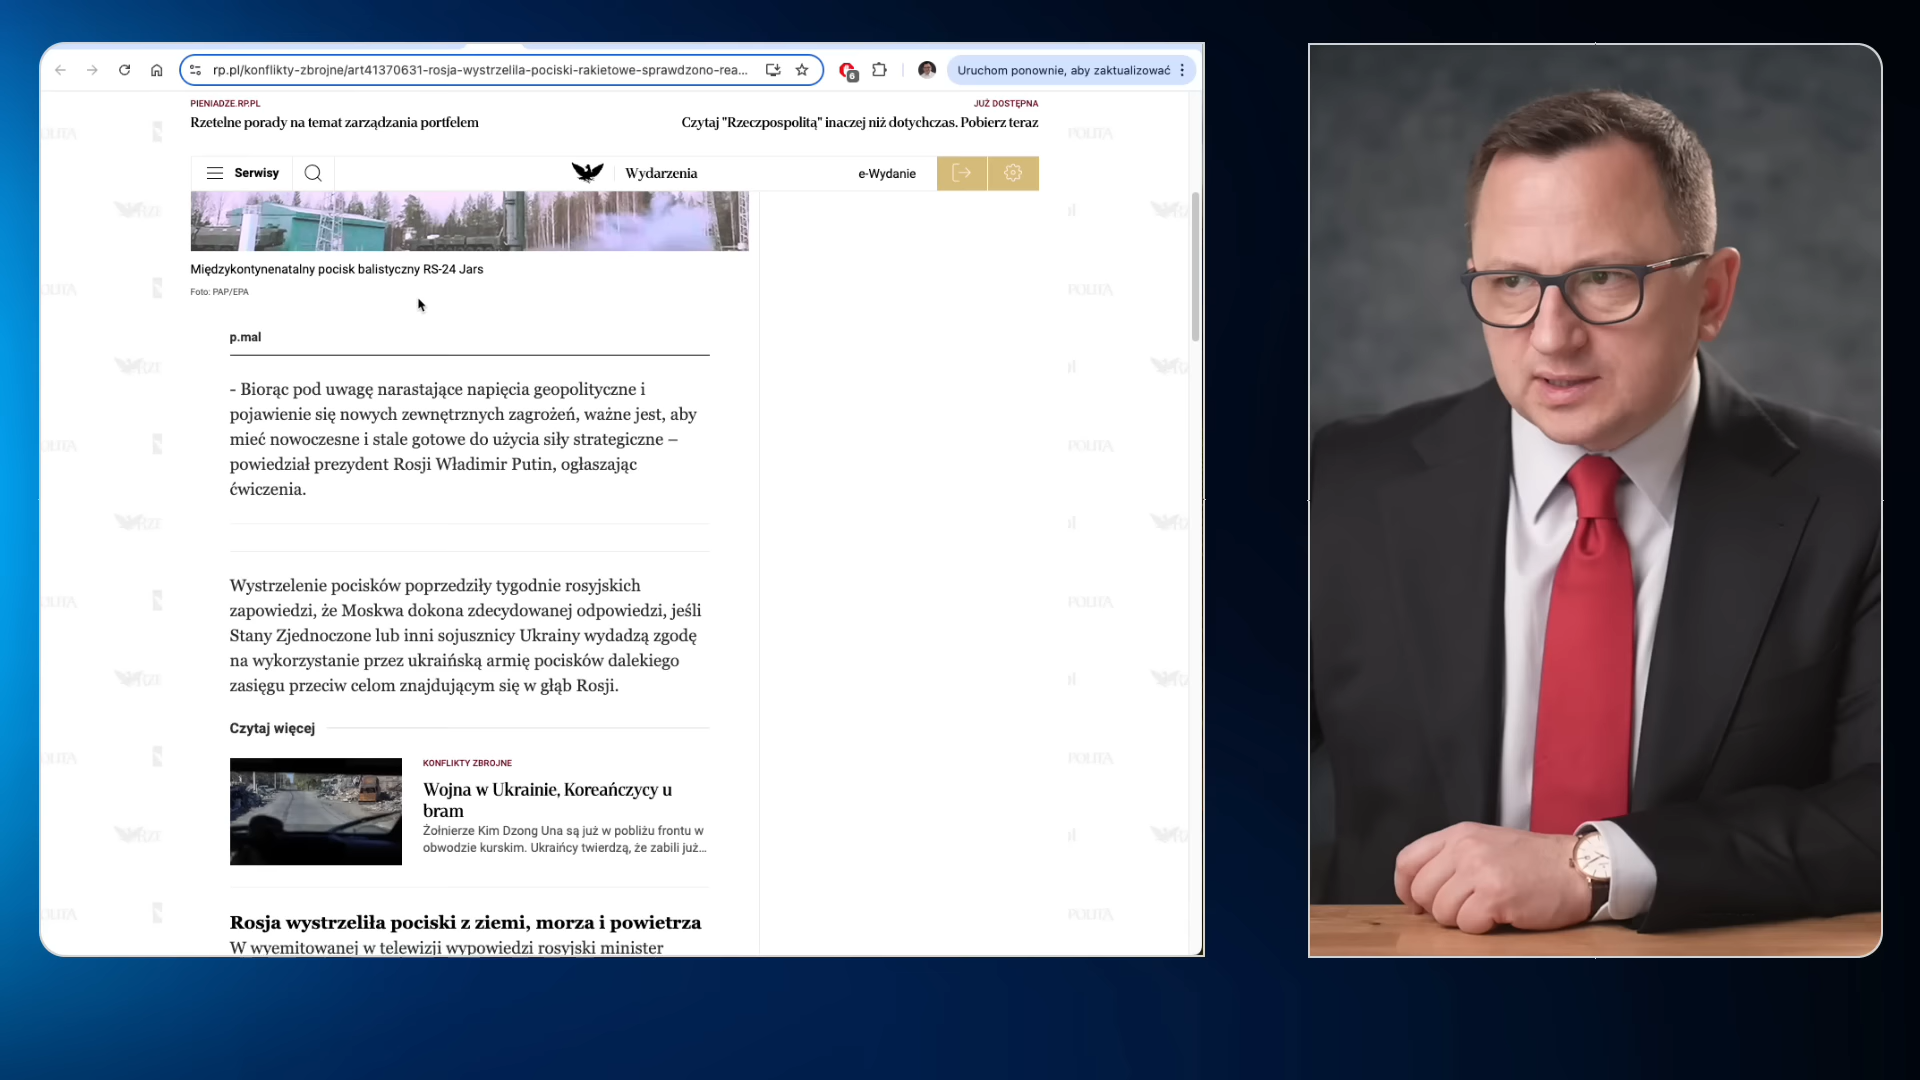 rp.pl/konflikty-zbrojne/art41370631-rosja-wystrzelila-pociski-rakietowe-sprawdzono-rea...
6
Uruchom ponownie, aby zaktualizować
PIENIADZE.RP.PL
Rzetelne porady na temat zarządzania portfelem
JUŻ DOSTĘPNA
Czytaj "Rzeczpospolitą" inaczej niż dotychczas. Pobierz teraz
Serwisy
Wydarzenia
e-Wydanie
Międzykontynenatalny pocisk balistyczny RS-24 Jars
Foto: PAP/EPA
p.mal
- Biorąc pod uwagę narastające napięcia geopolityczne i
pojawienie się nowych zewnętrznych zagrożeń, ważne jest, aby
mieć nowoczesne i stale gotowe do użycia siły strategiczne –
powiedział prezydent Rosji Władimir Putin, ogłaszając
ćwiczenia.
Wystrzelenie pocisków poprzedziły tygodnie rosyjskich
zapowiedzi, że Moskwa dokona zdecydowanej odpowiedzi, jeśli
Stany Zjednoczone lub inni sojusznicy Ukrainy wydadzą zgodę
na wykorzystanie przez ukraińską armię pocisków dalekiego
zasięgu przeciw celom znajdującym się w głąb Rosji.
Czytaj więcej
KONFLIKTY ZBROJNE
Wojna w Ukrainie, Koreańczycy u
bram
Żołnierze Kim Dzong Una są już w pobliżu frontu w
obwodzie kurskim. Ukraińcy twierdzą, że zabili już...
Rosja wystrzeliła pociski z ziemi, morza i powietrza
W wyemitowanej w telewizji wypowiedzi rosyjski minister